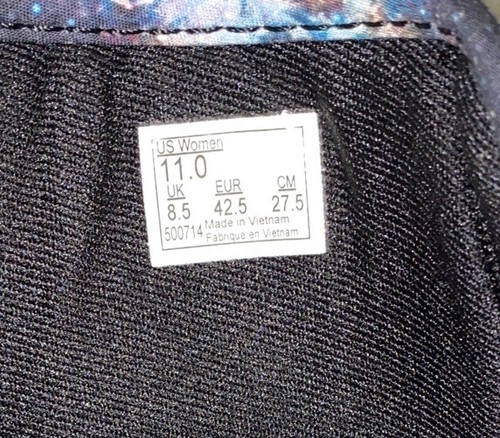 US Women
11.0
UK EUR CM
8.5 42.5 27.5
500714 Made in Vietnam
Fabrique en Vietnam